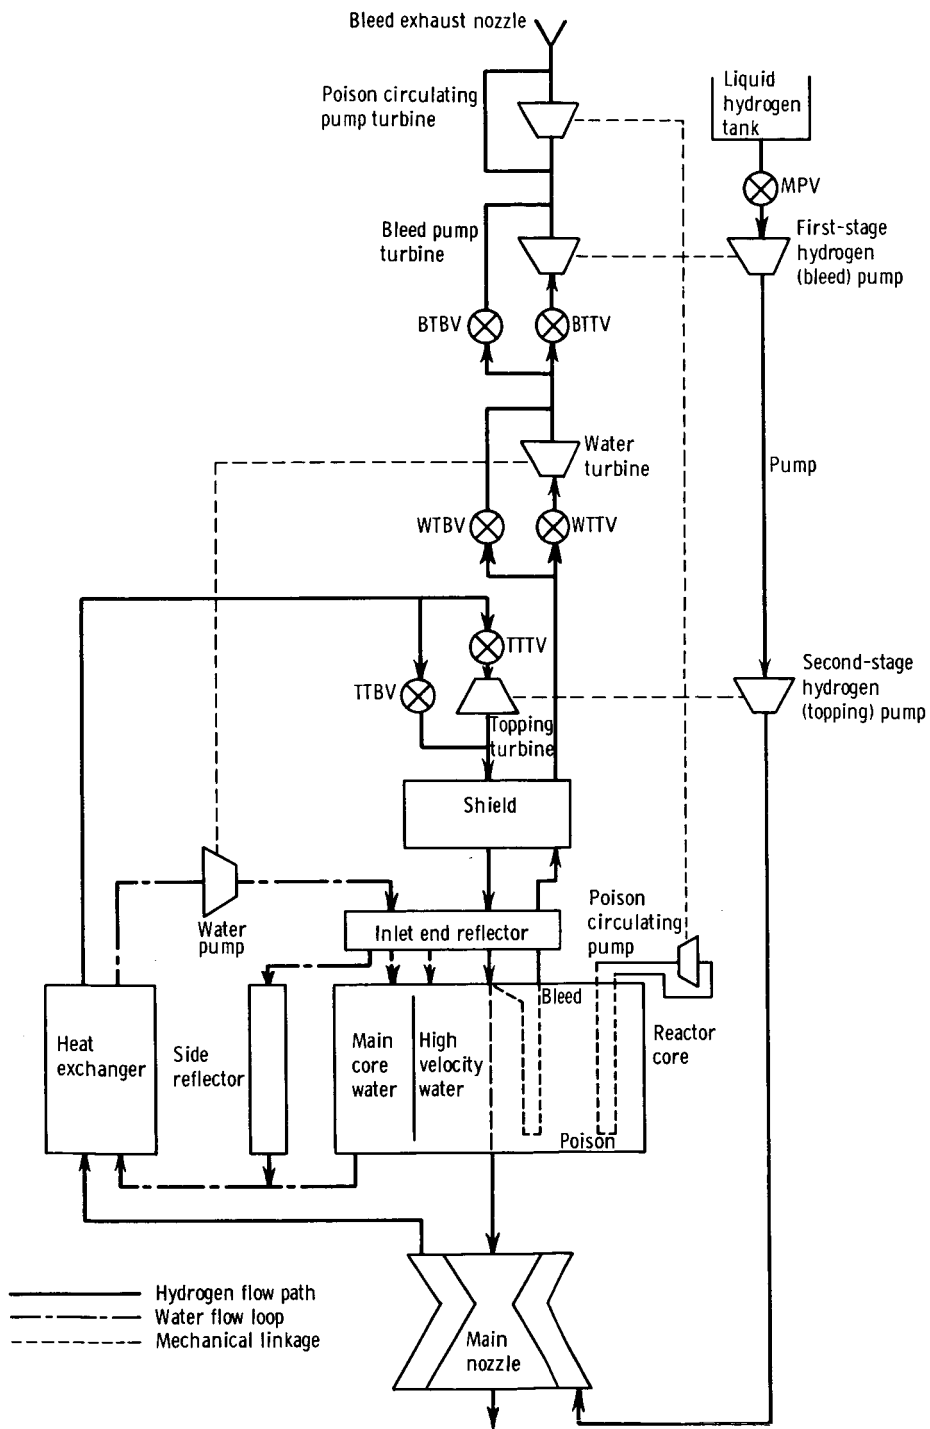 Bleed exhaust nozzle
Poison circulating
pump turbine
Liquid
hydrogen
tank
MPV
Bleed pump
turbine
First-stage
hydrogen
(bleed) pump
BTBV
BTTV
Water
turbine
Pump
WTBV
WTTV
TTTV
TTBV
Second-stage
hydrogen
(topping) pump
Topping
turbine
Shield
Water
pump
Poison
circulating
pump
Inlet end reflector
Heat
exchanger
Side
reflector
Main
core
water
High
velocity
water
Bleed
Poison
Reactor
core
Main
nozzle
Hydrogen flow path
Water flow loop
Mechanical linkage